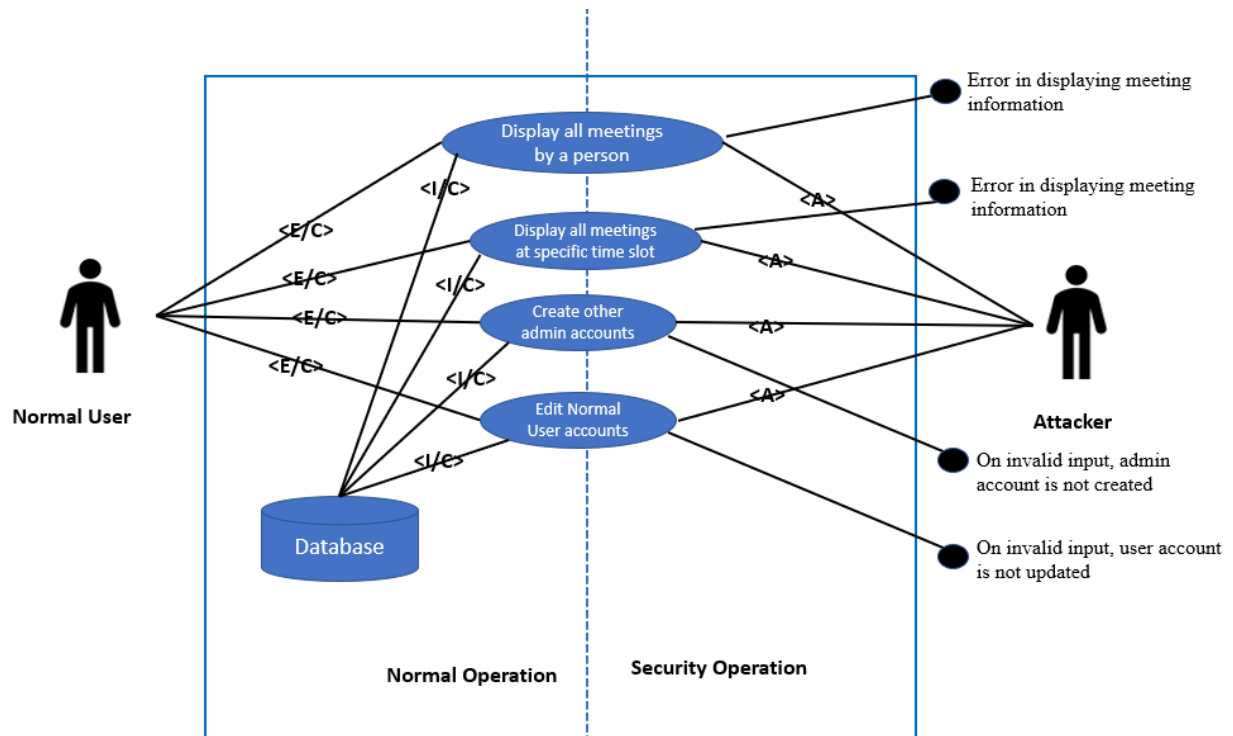 Error in displaying meeting
information
Display all meetings
by a person
<I/C>
Error in displaying meeting
information
<A>
<E/C>
Display all meetings
at specific time slot
<A>
<E/C>
<I/C>
<E/C>
Create other
admin accounts
<A>
<E/C>
<I/C>
<A>
Edit Normal
User accounts
Normal User
Attacker
<I/C>
On invalid input, admin
account is not created
Database
On invalid input, user account
is not updated
Normal Operation
Security Operation